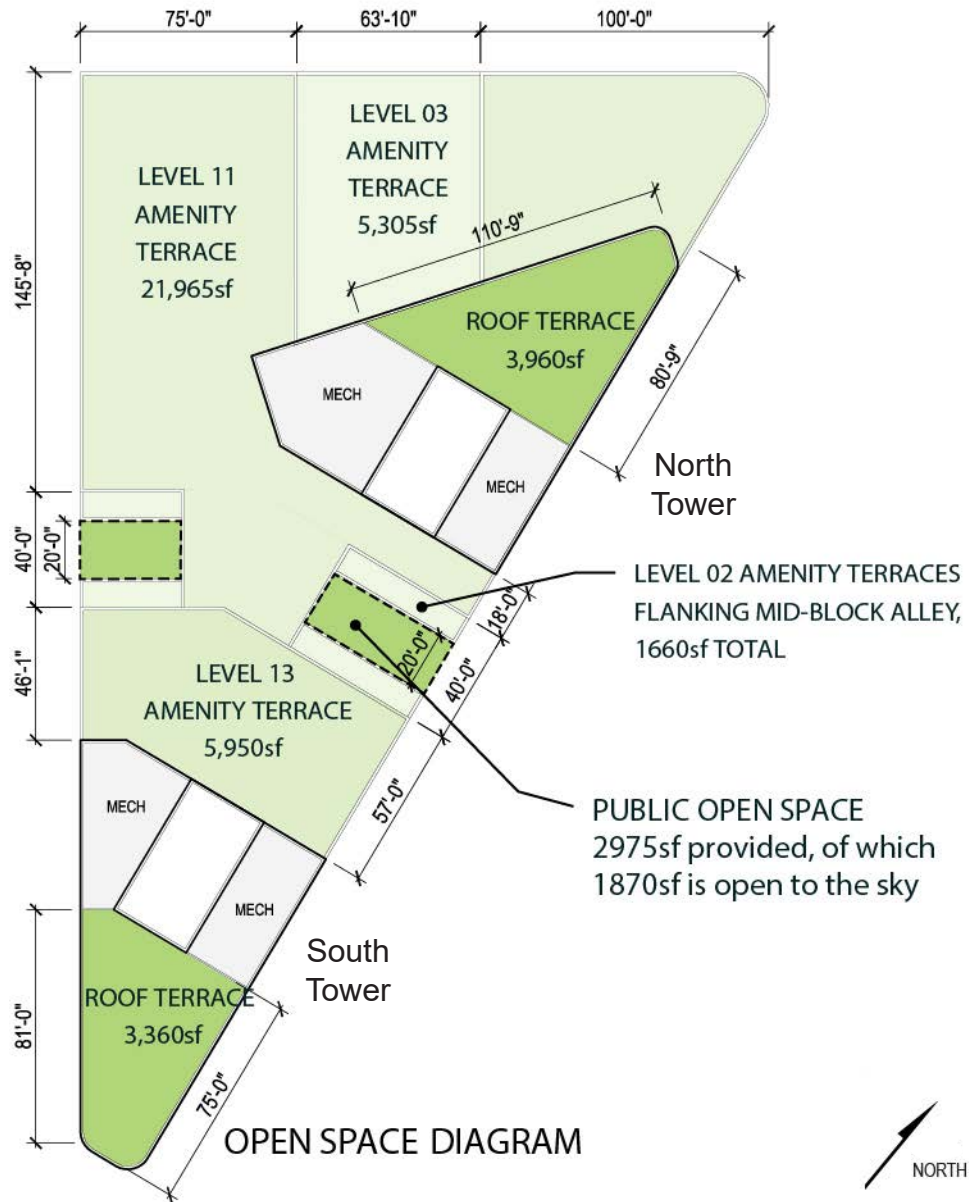 75'-0"
63'-10"
100'-0"
LEVEL 03
AMENITY
TERRACE
5,305sf
LEVEL 11
AMENITY
TERRACE
21,965sf
110'-9"
145'-8"
ROOF TERRACE
3,960sf
80'-9"
MECH
MECH
North
Tower
40'-0"
20'-0"
LEVEL 02 AMENITY TERRACES
FLANKING MID-BLOCK ALLEY,
1660sf TOTAL
18'-0"
20'-0"
40'-0"
46'-1"
LEVEL 13
AMENITY TERRACE
5,950sf
57'-0"
PUBLIC OPEN SPACE
2975sf provided, of which
1870sf is open to the sky
MECH
MECH
South
Tower
ROOF TERRACE
3,360sf
81'-0"
75'-0"
OPEN SPACE DIAGRAM
NORTH